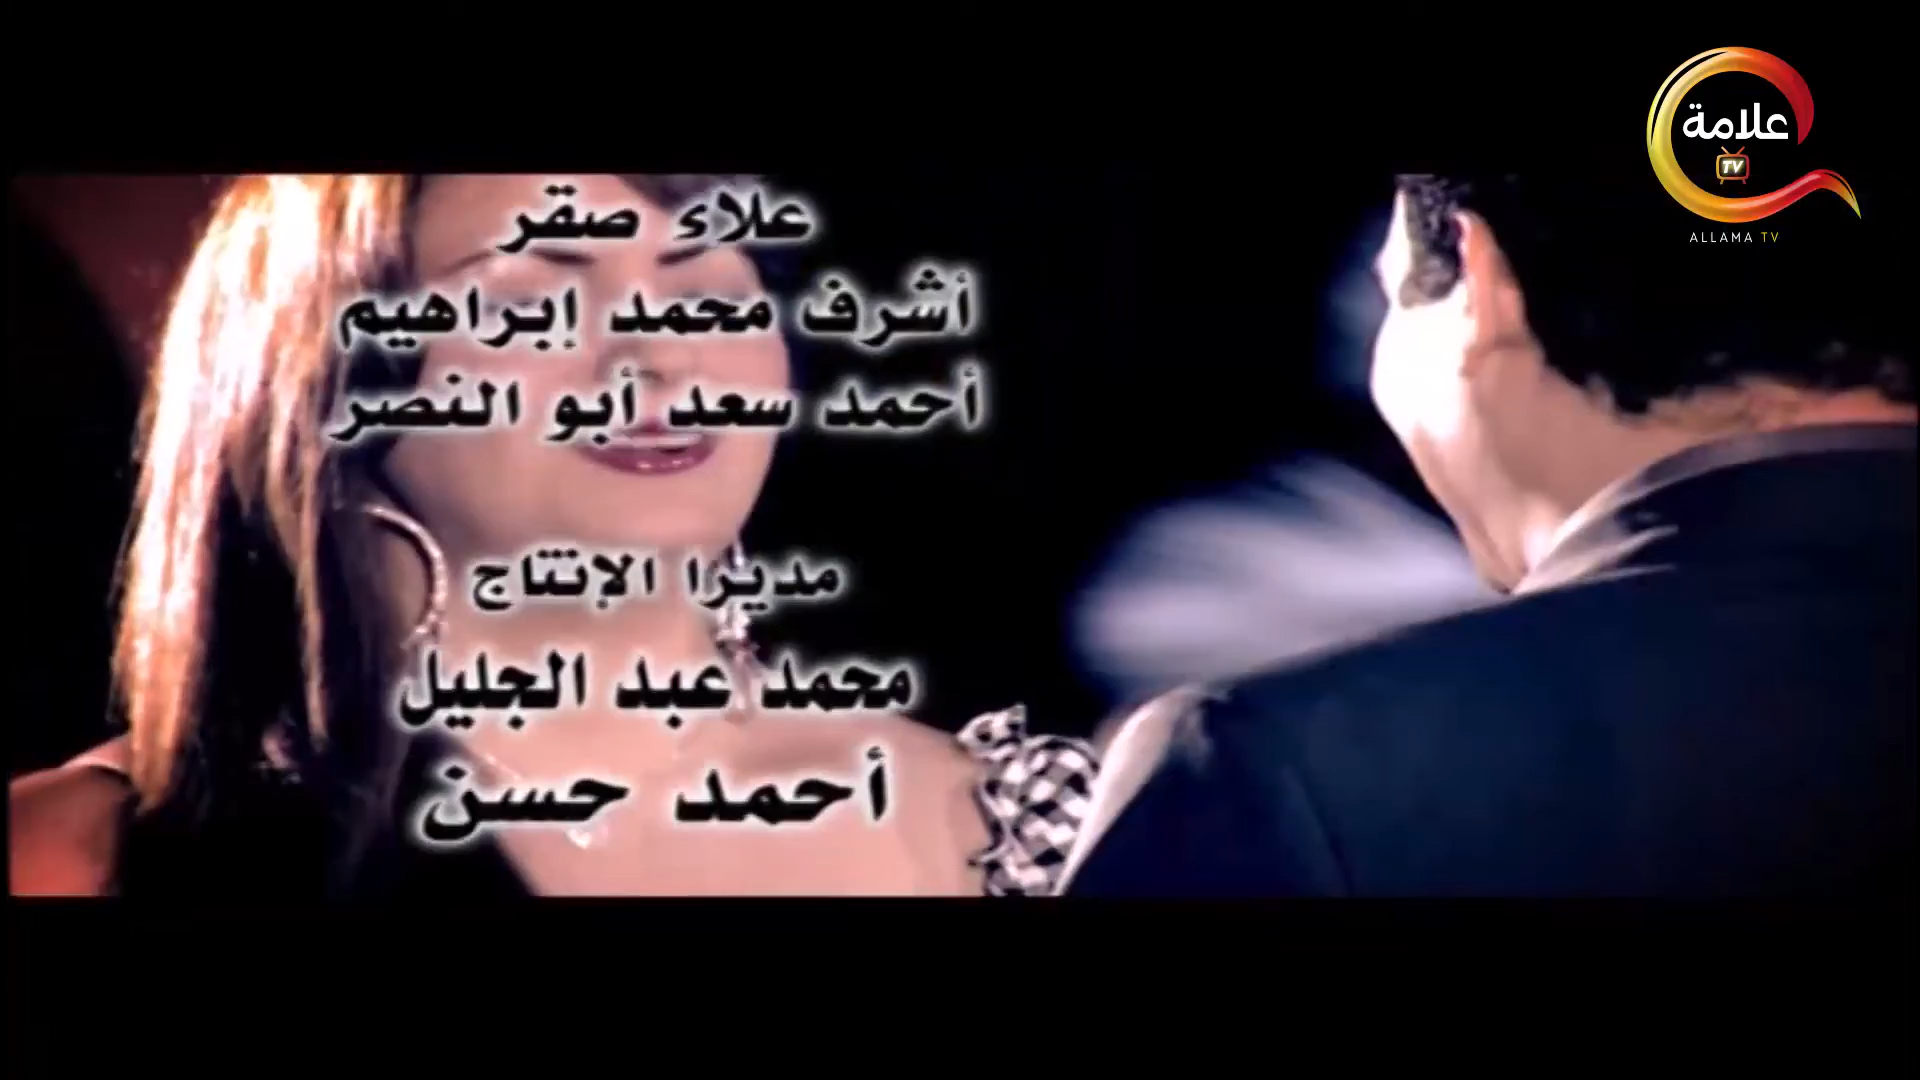 علامة
TV
ALLAMA TV
علاء صقر
أشرف محمد إبراهيم
أحمد سعد أبو النصر
مديرا الإنتاج
محمد عبد الجليل
أحمد حسن